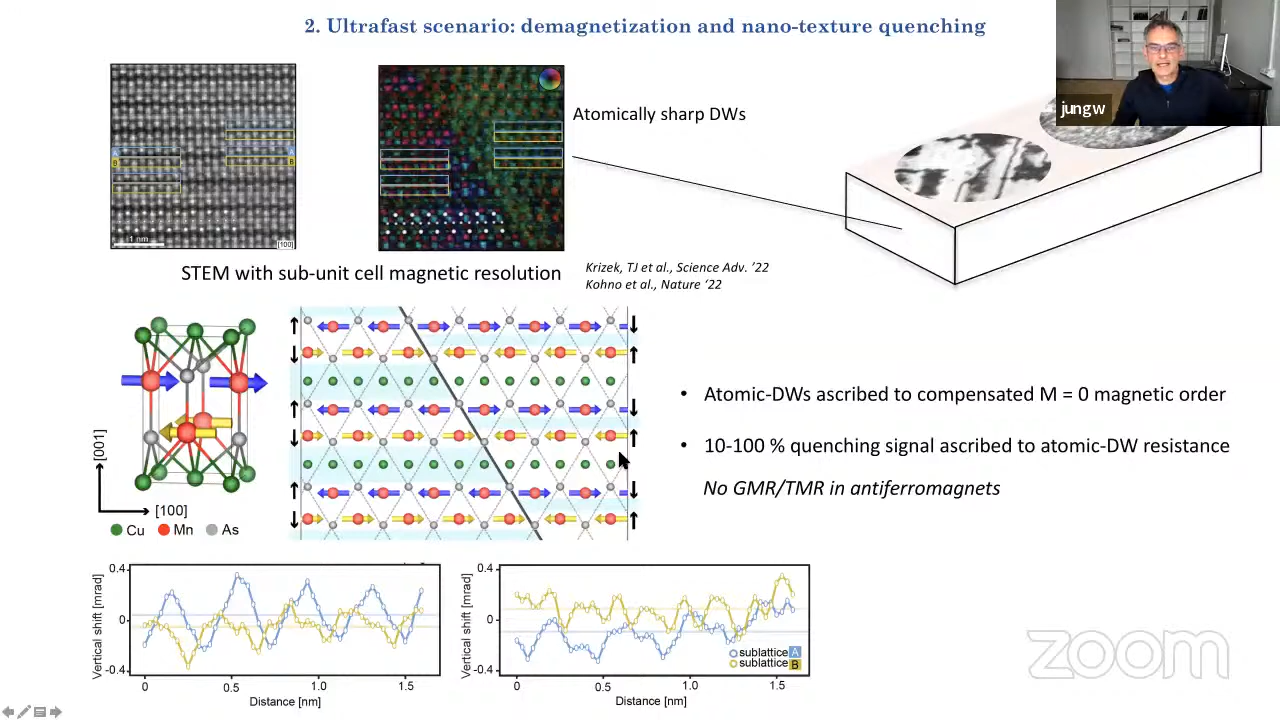 2. Ultrafast scenario: demagnetization and nano-texture quenching
jungw
Atomically sharp DWs
A
B
A
B
1 nm
[100]
STEM with sub-unit cell magnetic resolution
Krizek, TJ et al., Science Adv. '22
Kohno et al., Nature '22
[001]
[100]
Cu
Mn
As
• Atomic-DWs ascribed to compensated M = 0 magnetic order
• 10-100 % quenching signal ascribed to atomic-DW resistance
No GMR/TMR in antiferromagnets
Vertical shift [mrad]
0.4
0
-0.4
0
0.5
1.0
1.5
Distance [nm]
Vertical shift [mrad]
0.4
0
-0.4
sublattice A
sublattice B
0
0.5
1.0
1.5
Distance [nm]
zoom